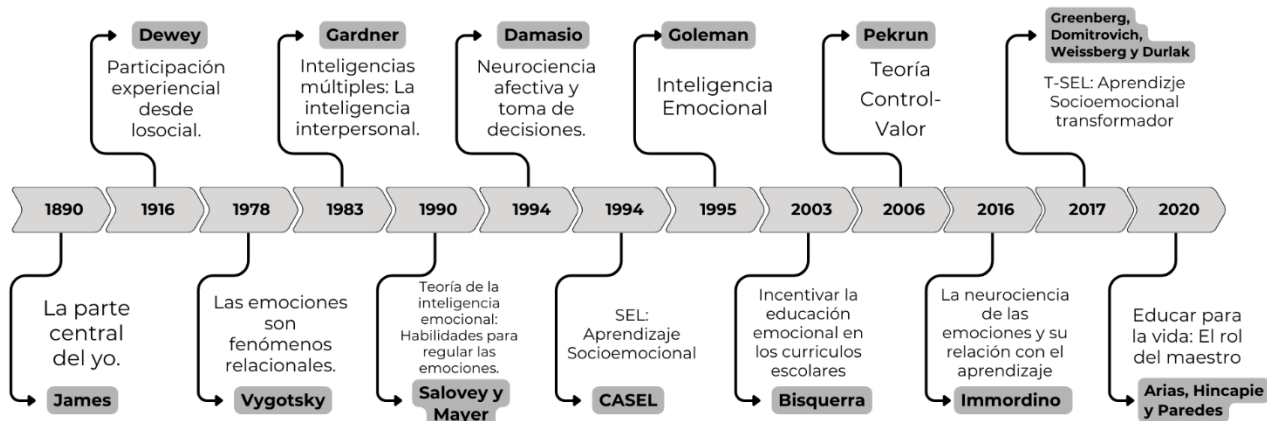 Dewey
Participación
experiencial
desde
losocial.
Gardner
Inteligencias
múltiples: La
inteligencia
interpersonal.
Damasio
Neurociencia
afectiva y
toma de
decisiones.
Goleman
Inteligencia
Emocional
Pekrun
Teoría
Control-
Valor
Greenberg,
Domitrovich,
Weissberg y Durlak
T-SEL: Aprendizje
Socioemocional
transformador
1890 1916 1978 1983 1990 1994 1994 1995 2003 2006 2016 2017 2020
La parte
central
del yo.
James
Las emociones
son
fenómenos
relacionales.
Vygotsky
Teoría de la
inteligencia
emocional:
Habilidades para
regular las
emociones.
Salovey y
Mayer
SEL:
Aprendizaje
Socioemocional
CASEL
Incentivar la
educación
emocional en
los curriculos
escolares
Bisquerra
La neurociencia
de las
emociones y su
relación con el
aprendizaje
Immordino
Educar para
la vida: El rol
del maestro
Arias, Hincapie
y Paredes